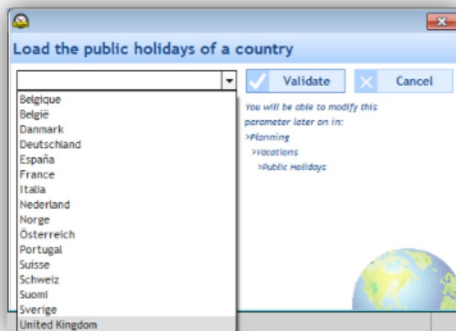 Load the public holidays of a country
Validate
Cancel
You will be able to modify this
parameter later on in:
>Planning
>Vacations
>Public Holidays
Belgique
België
Danmark
Deutschland
España
France
Italia
Nederland
Norge
Österreich
Portugal
Suisse
Schweiz
Suomi
Sverige
United Kingdom